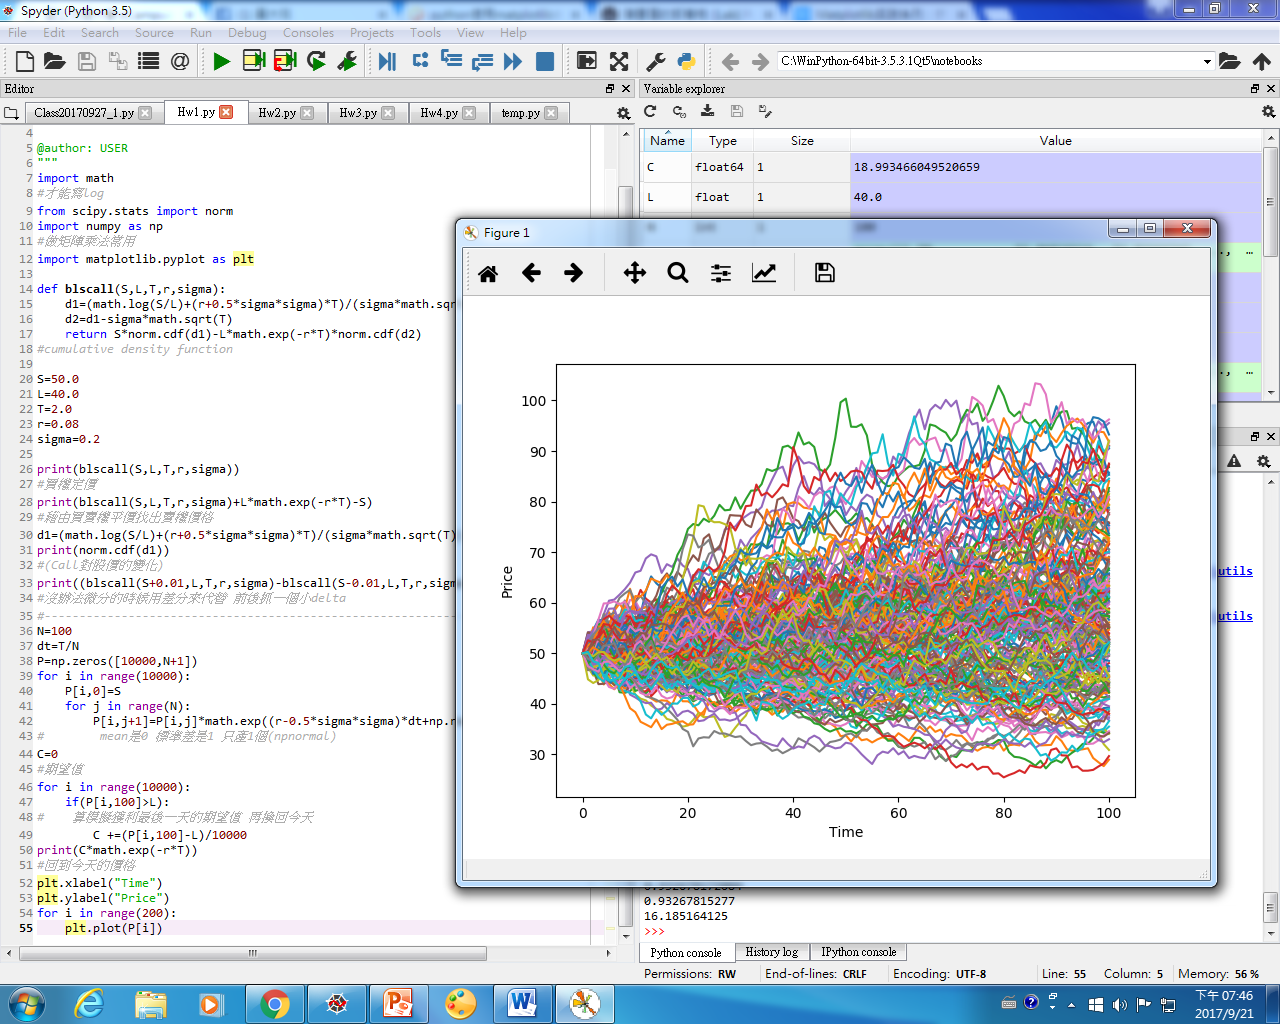 Spyder (Python 3.5)
File Edit Search Source Run Debug Consoles Projects Tools View Help
C:\WinPython-64bit-3.5.3.1Qt5\notebooks
Editor
Class20170927_1.py Hw1.py Hw2.py Hw3.py Hw4.py temp.py
4
5 @author: USER
6 """
7 import math
8 #才能寫log
9 from scipy.stats import norm
10 import numpy as np
11 #做矩陣乘法常用
12 import matplotlib.pyplot as plt
13
14 def blscall(S,L,T,r,sigma):
15 d1=(math.log(S/L)+(r+0.5*sigma*sigma)*T)/(sigma*math.sqr
16 d2=d1-sigma*math.sqrt(T)
17 return S*norm.cdf(d1)-L*math.exp(-r*T)*norm.cdf(d2)
18 #cumulative density function
19
20 S=50.0
21 L=40.0
22 T=2.0
23 r=0.08
24 sigma=0.2
25
26 print(blscall(S,L,T,r,sigma))
27 #買權定價
28 print(blscall(S,L,T,r,sigma)+L*math.exp(-r*T)-S)
29 #藉由買賣權平價找出賣權價格
30 d1=(math.log(S/L)+(r+0.5*sigma*sigma)*T)/(sigma*math.sqrt(T)
31 print(norm.cdf(d1))
32 #(Call對股價的變化)
33 print((blscall(S+0.01,L,T,r,sigma)-blscall(S-0.01,L,T,r,sigm
34 #沒辦法微分的時候用差分來代替 前後抓一個小delta
35 #-----------------------------------------------------------
36 N=100
37 dt=T/N
38 P=np.zeros([10000,N+1])
39 for i in range(10000):
40 P[i,0]=S
41 for j in range(N):
42 P[i,j+1]=P[i,j]*math.exp((r-0.5*sigma*sigma)*dt+np.r
43 # mean是0 標準差是1 只產1個(npnormal)
44 C=0
45 #期望值
46 for i in range(10000):
47 if(P[i,100]>L):
48 # 算模擬獲利最後一天的期望值 再換回今天
49 C +=(P[i,100]-L)/10000
50 print(C*math.exp(-r*T))
51 #回到今天的價格
52 plt.xlabel("Time")
53 plt.ylabel("Price")
54 for i in range(200):
55 plt.plot(P[i])
Variable explorer
Name Type Size Value
C float64 1 18.993466049520659
L float 1 40.0
Figure 1
Price
100
90
80
70
60
50
40
30
0 20 40 60 80 100
Time
utils
utils
0.93267815277
16.185164125
>>>
Python console History log IPython console
Permissions: RW End-of-lines: CRLF Encoding: UTF-8 Line: 55 Column: 5 Memory: 56 %
下午 07:46
2017/9/21